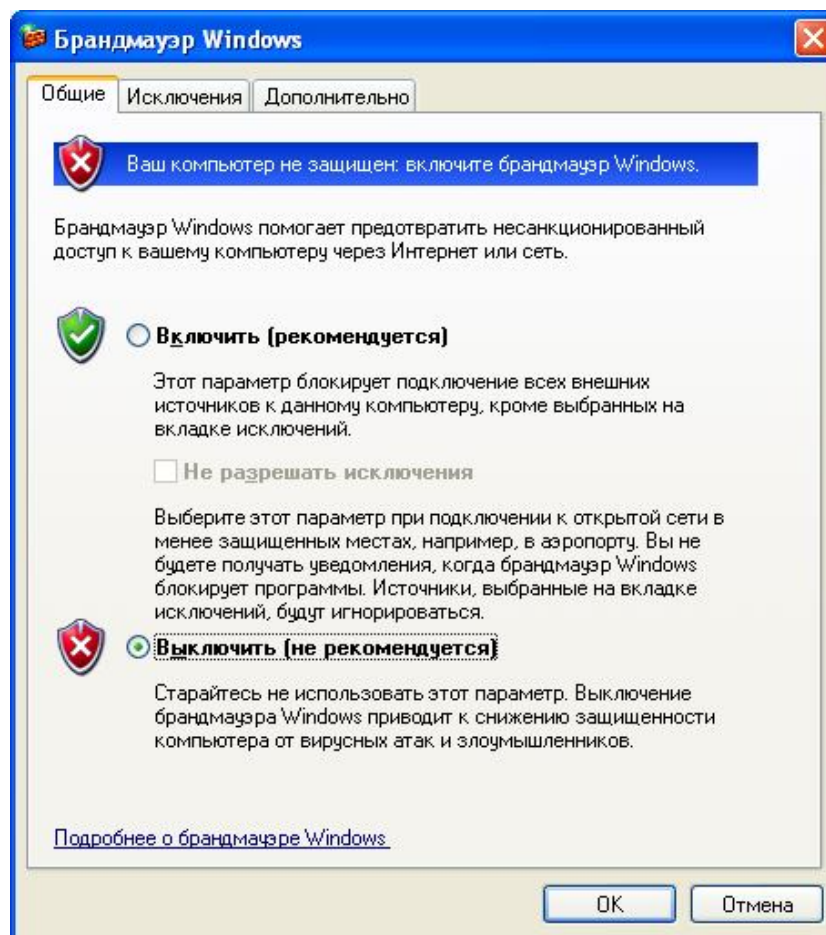 Брандмауэр Windows
Общие Исключения Дополнительно
Ваш компьютер не защищен: включите брандмауэр Windows.
Брандмауэр Windows помогает предотвратить несанкционированный
доступ к вашему компьютеру через Интернет или сеть.
Включить (рекомендуется)
Этот параметр блокирует подключение всех внешних
источников к данному компьютеру, кроме выбранных на
вкладке исключений.
Не разрешать исключения
Выберите этот параметр при подключении к открытой сети в
менее защищенных местах, например, в аэропорту. Вы не
будете получать уведомления, когда брандмауэр Windows
блокирует программы. Источники, выбранные на вкладке
исключений, будут игнорироваться.
Выключить (не рекомендуется)
Старайтесь не использовать этот параметр. Выключение
брандмауэра Windows приводит к снижению защищенности
компьютера от вирусных атак и злоумышленников.
Подробнее о брандмауэре Windows
OK Отмена